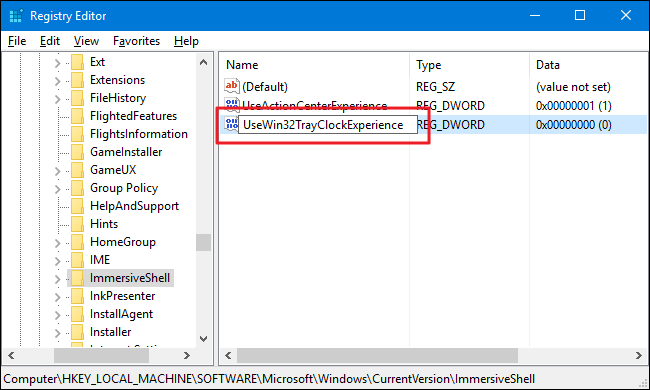 Registry Editor
File Edit View Favorites Help
Ext
Extensions
FileHistory
FlightedFeatures
FlightsInformation
GameInstaller
GameUX
Group Policy
HelpAndSupport
Hints
HomeGroup
IME
ImmersiveShell
InkPresenter
InstallAgent
Installer
Name Type Data
ab (Default) REG_SZ (value not set)
UseActionCenterExperience REG_DWORD 0x00000001 (1)
UseWin32TrayClockExperience REG_DWORD 0x00000000 (0)
Computer\HKEY_LOCAL_MACHINE\SOFTWARE\Microsoft\Windows\CurrentVersion\ImmersiveShell